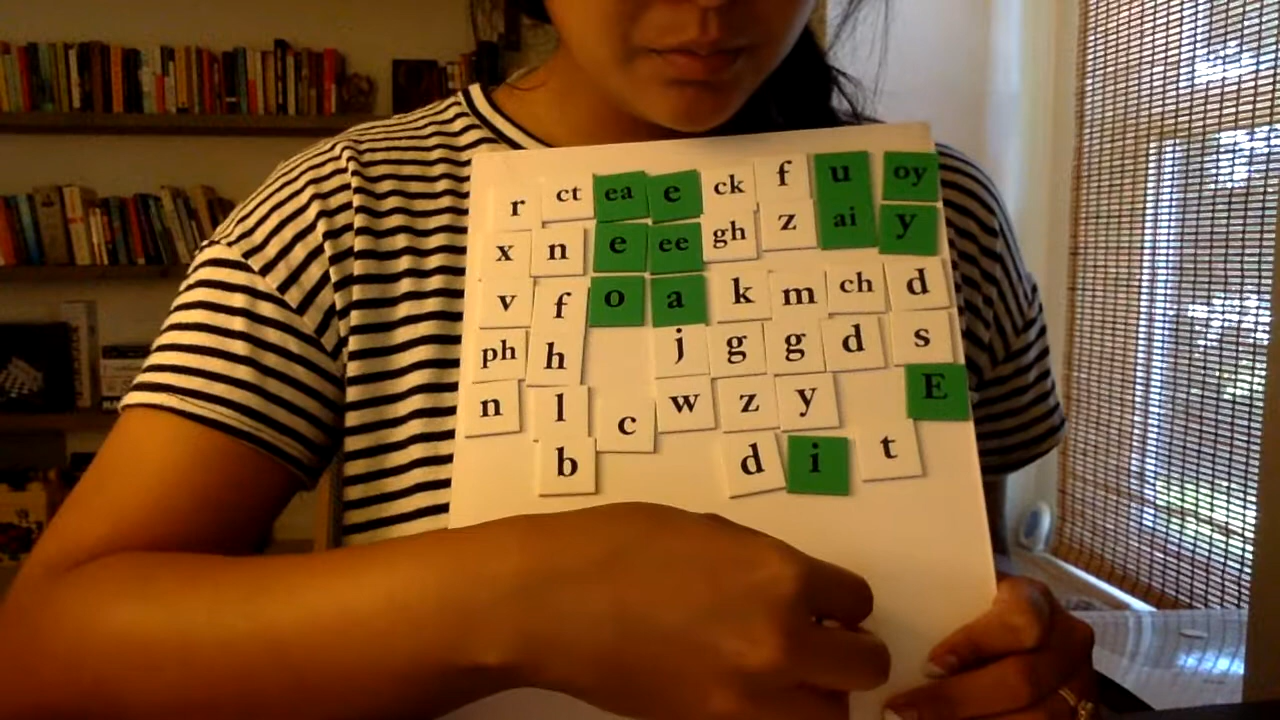 r ct ea e ck f u oy
x n e ee gh z ai y
v f o a k m ch d
ph h j g g d s
n l c w z y E
b d i t